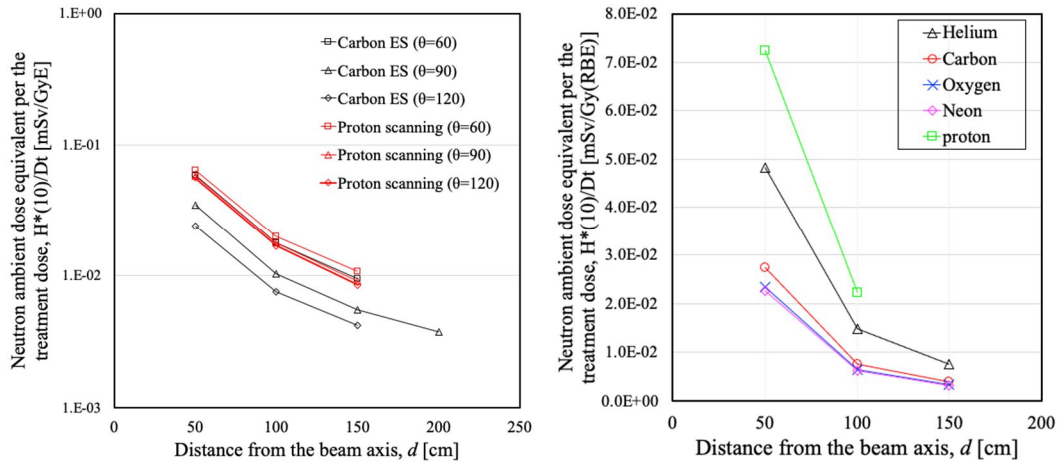 Neutron ambient dose equivalent per the
treatment dose, H*(10)/Dt [mSv/GyE]
1.E+00
1.E-01
1.E-02
1.E-03
0
50
100
150
200
250
Distance from the beam axis, d [cm]
Carbon ES (θ=60)
Carbon ES (θ=90)
Carbon ES (θ=120)
Proton scanning (θ=60)
Proton scanning (θ=90)
Proton scanning (θ=120)
Neutron ambient dose equivalent per the
treatment dose, H*(10)/Dt [mSv/Gy(RBE)]
8.0E-02
7.0E-02
6.0E-02
5.0E-02
4.0E-02
3.0E-02
2.0E-02
1.0E-02
0.0E+00
0
50
100
150
200
Distance from the beam axis, d [cm]
Helium
Carbon
Oxygen
Neon
proton